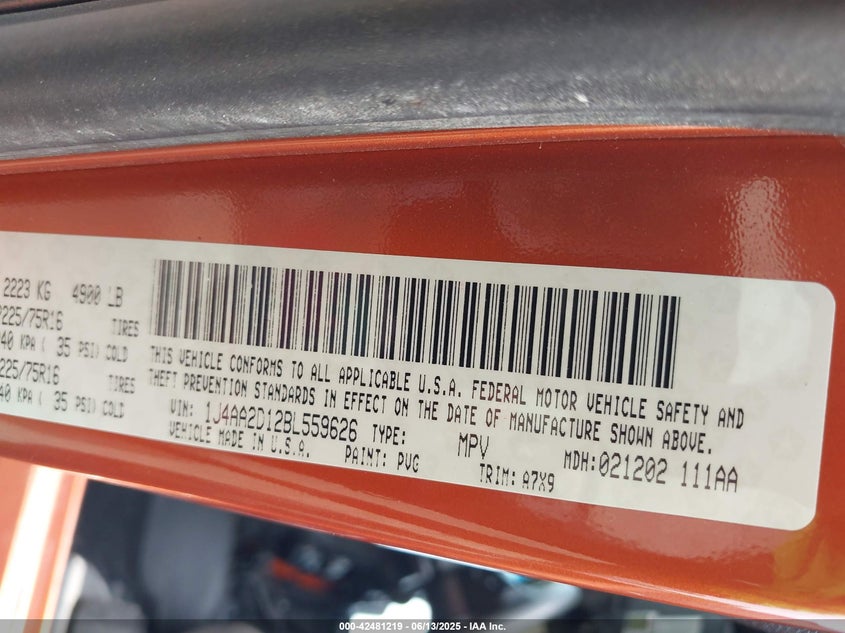 2223 KG 4900 LB
225/75R16 TIRES
40 KPA ( 35 PSI) COLD
225/75R16 TIRES
40 KPA ( 35 PSI) COLD
THIS VEHICLE CONFORMS TO ALL APPLICABLE U.S.A. FEDERAL MOTOR VEHICLE SAFETY AND
THEFT PREVENTION STANDARDS IN EFFECT ON THE DATE OF MANUFACTURE SHOWN ABOVE.
VIN: 1J4AA2D12BL559626 TYPE: MPV MDH:021202 111AA
VEHICLE MADE IN U.S.A. PAINT: PVG TRIM: A7X9
000-42481219 - 06/13/2025 - IAA Inc.